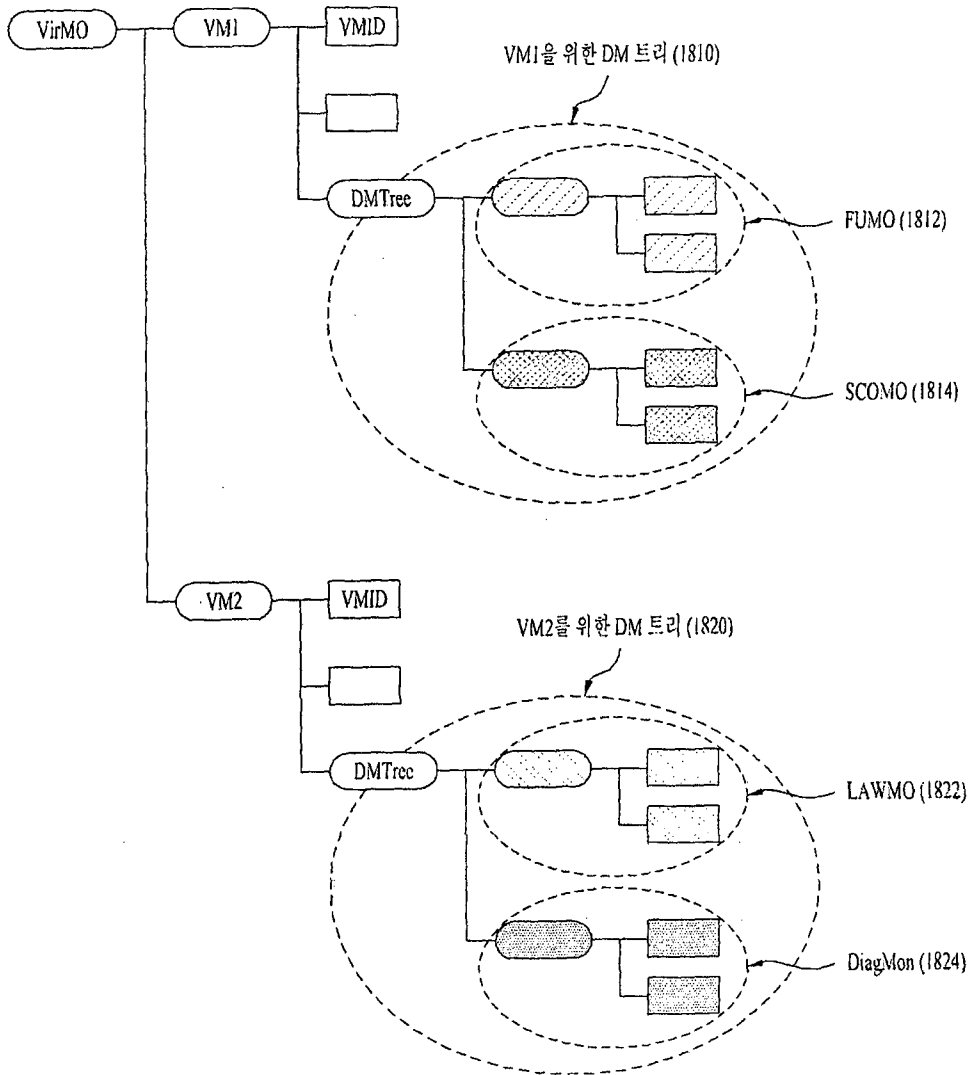 VirMO
VM1
VMID
VM1을 위한 DM 트리 (1810)
DMTree
FUMO (1812)
SCOMO (1814)
VM2
VMID
VM2를 위한 DM 트리 (1820)
DMTree
LAWMO (1822)
DiagMon (1824)